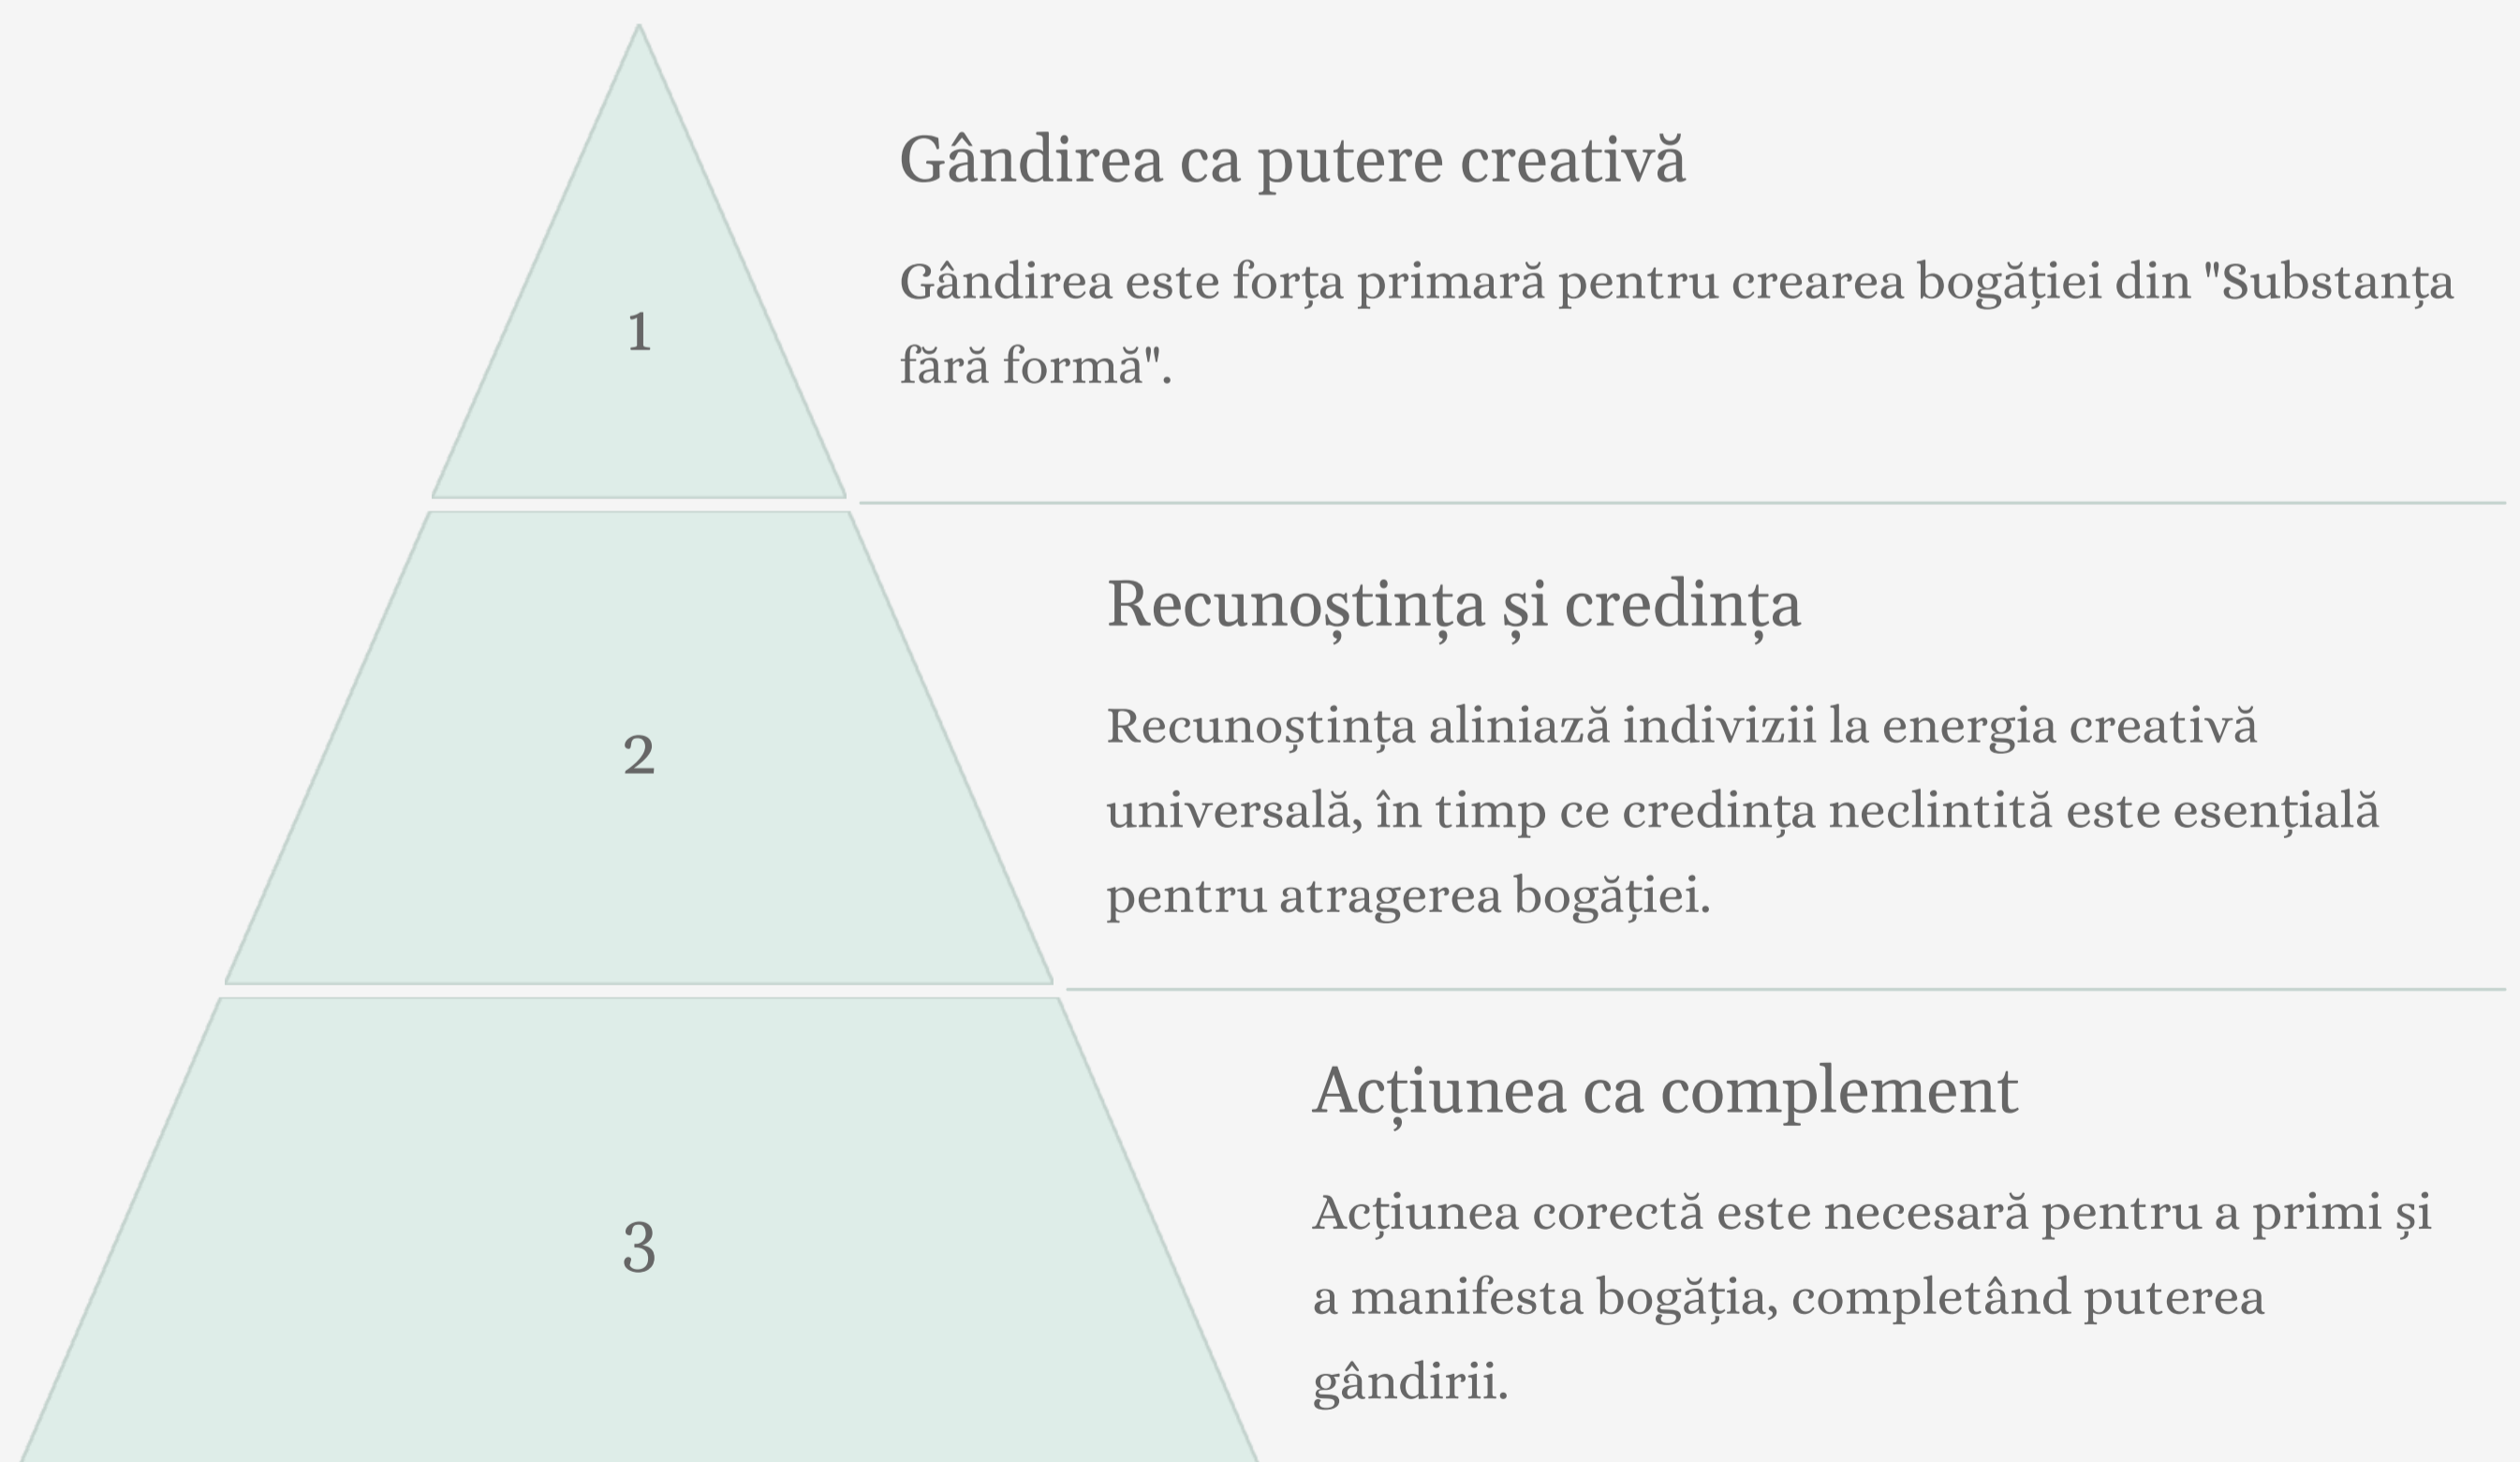 Gândirea ca putere creativă
Gândirea este forța primară pentru crearea bogăției din "Substanța
fără formă".
1
Recunoștința și credința
Recunoștința aliniază indivizii la energia creativă
universală, în timp ce credința neclintită este esențială
pentru atragerea bogăției.
2
Acțiunea ca complement
Acțiunea corectă este necesară pentru a primi și
a manifesta bogăția, completând puterea
gândirii.
3